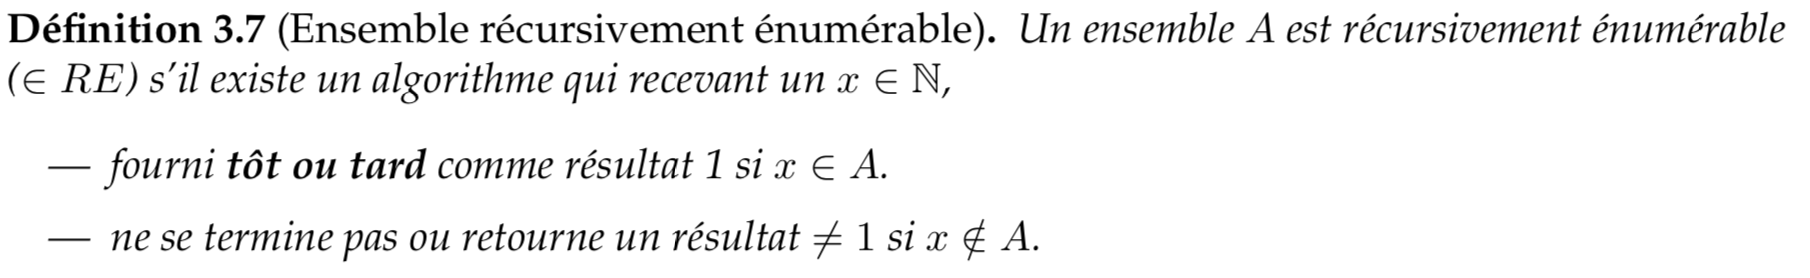 Définition 3.7 (Ensemble récursivement énumérable). Un ensemble A est récursivement énumérable
(∈ RE) s'il existe un algorithme qui recevant un x ∈ ℕ,
— fourni tôt ou tard comme résultat 1 si x ∈ A.
— ne se termine pas ou retourne un résultat ≠ 1 si x ∉ A.